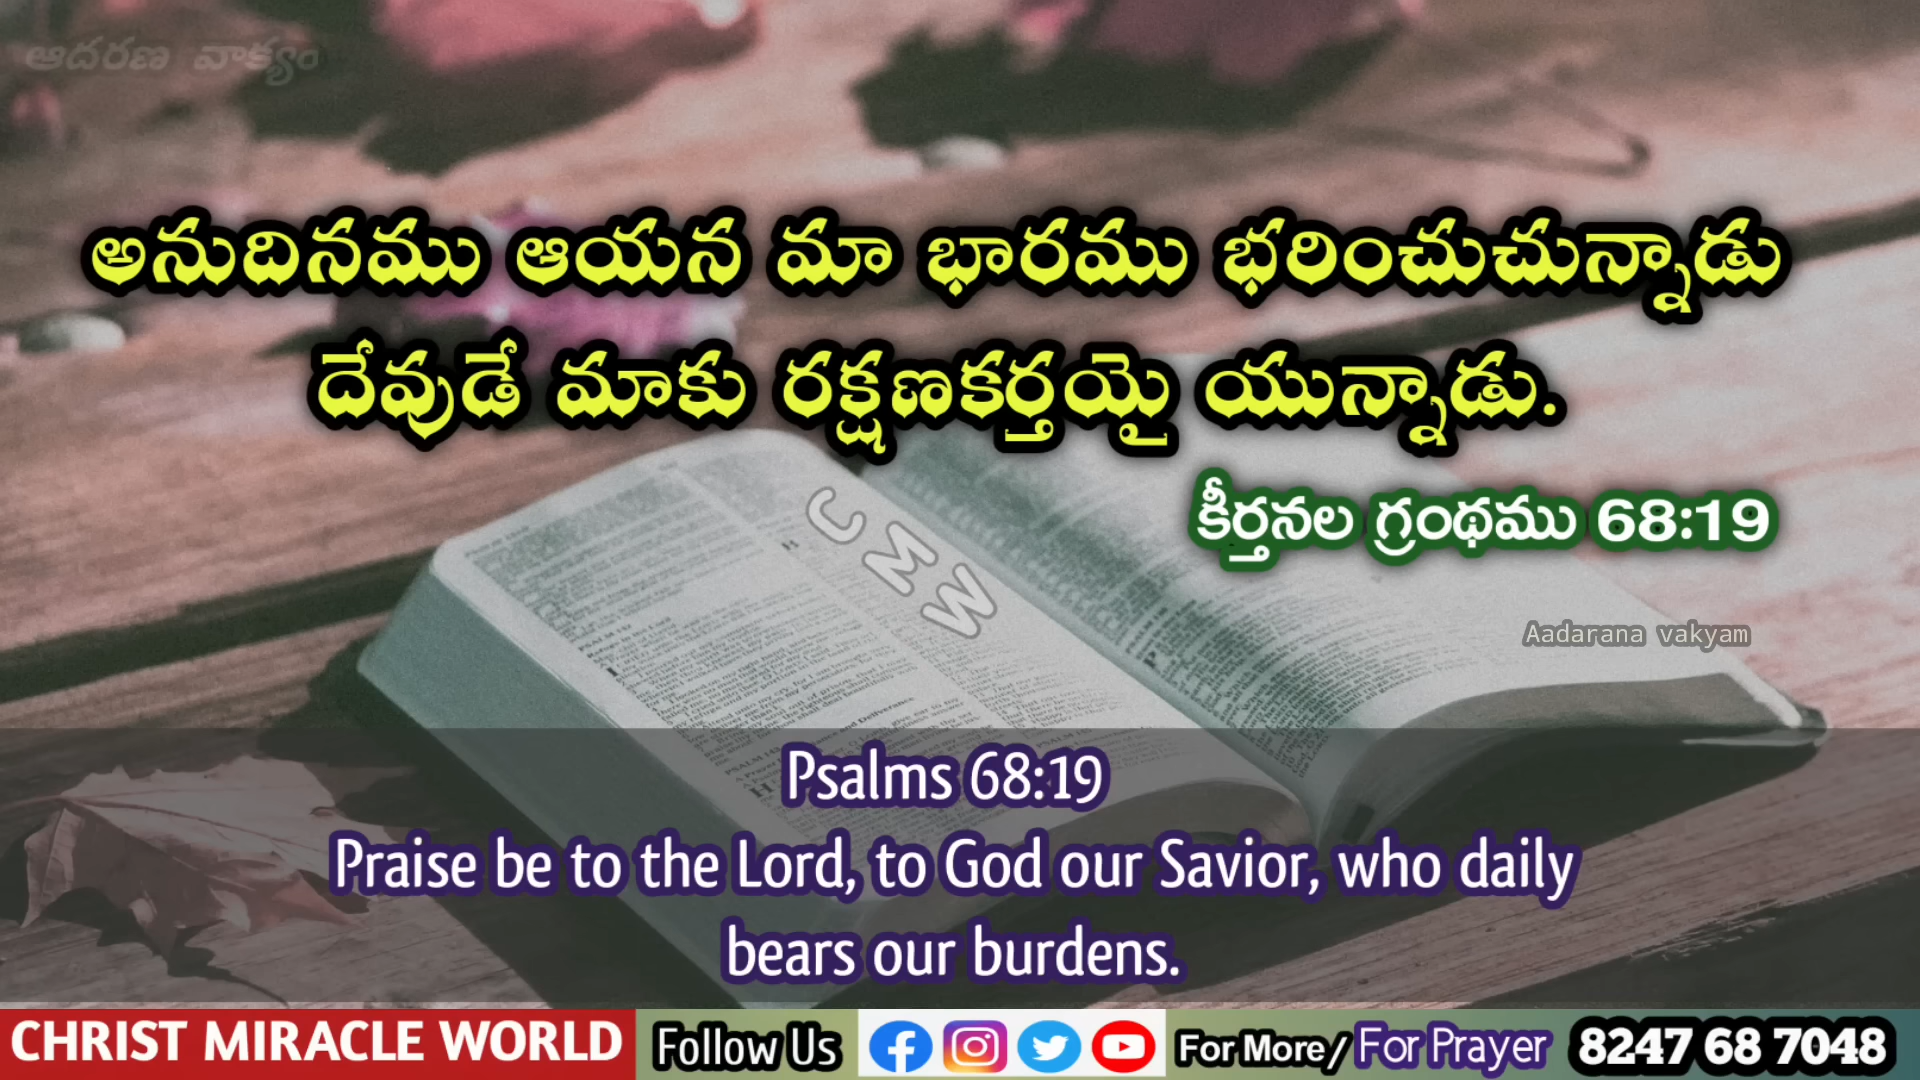 ఆదరణ వాక్యం
అనుదినము ఆయన మా భారము భరించుచున్నాడు
దేవుడే మాకు రక్షణకర్తయై యున్నాడు.
కీర్తనల గ్రంథము 68:19
C M W
Aadarana vakyam
Psalms 68:19
Praise be to the Lord, to God our Savior, who daily
bears our burdens.
CHRIST MIRACLE WORLD Follow Us For More/ For Prayer 8247 68 7048